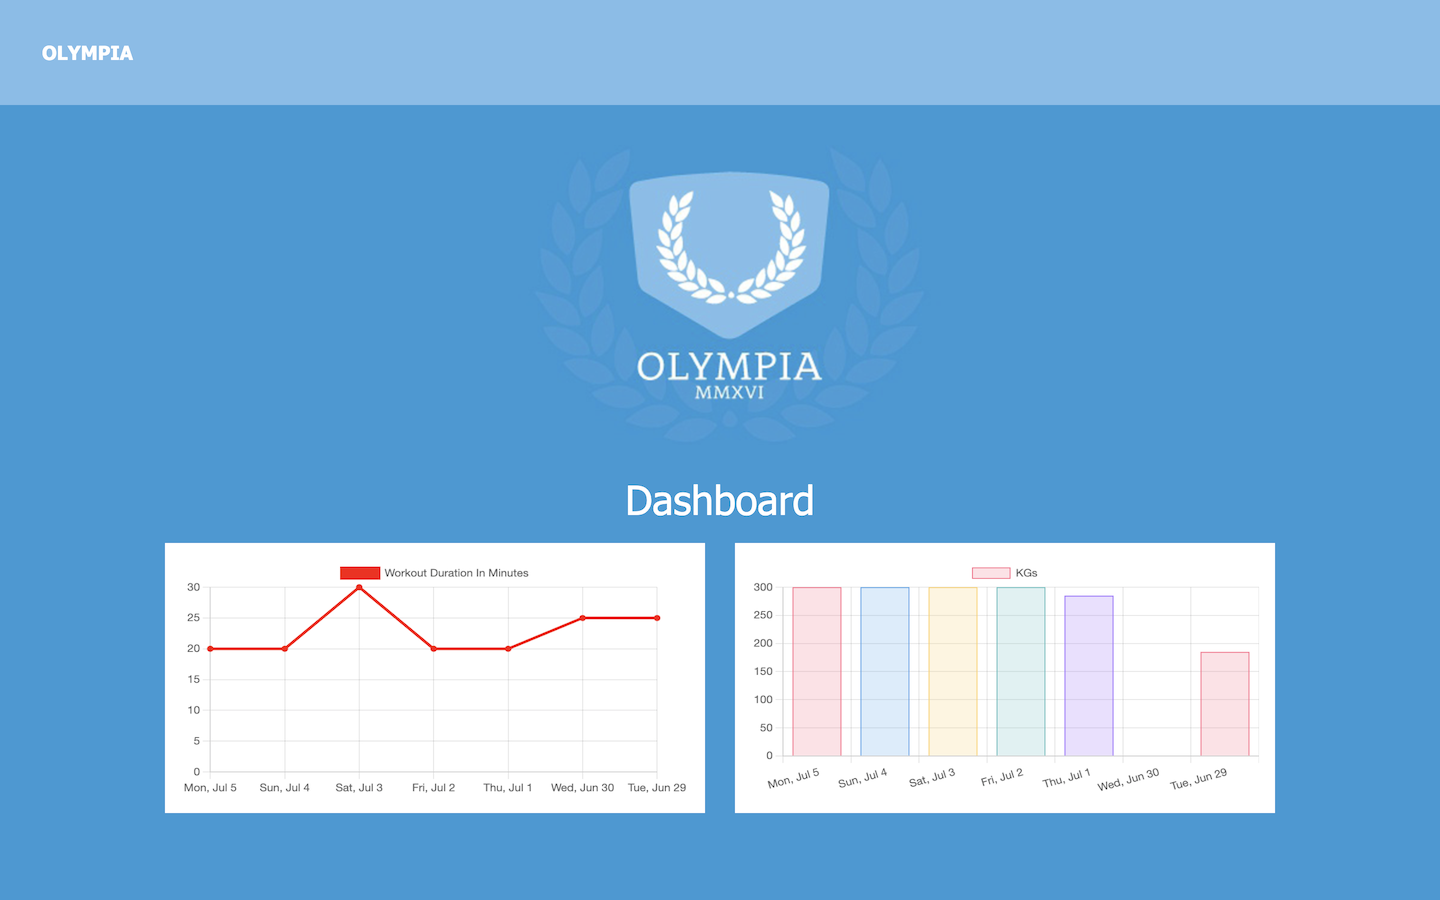 OLYMPIA
OLYMPIA
MMXVI
Dashboard
Workout Duration In Minutes
30
25
20
15
10
5
0
Mon, Jul 5 Sun, Jul 4 Sat, Jul 3 Fri, Jul 2 Thu, Jul 1 Wed, Jun 30 Tue, Jun 29
KGs
300
250
200
150
100
50
0
Mon, Jul 5 Sun, Jul 4 Sat, Jul 3 Fri, Jul 2 Thu, Jul 1 Wed, Jun 30 Tue, Jun 29